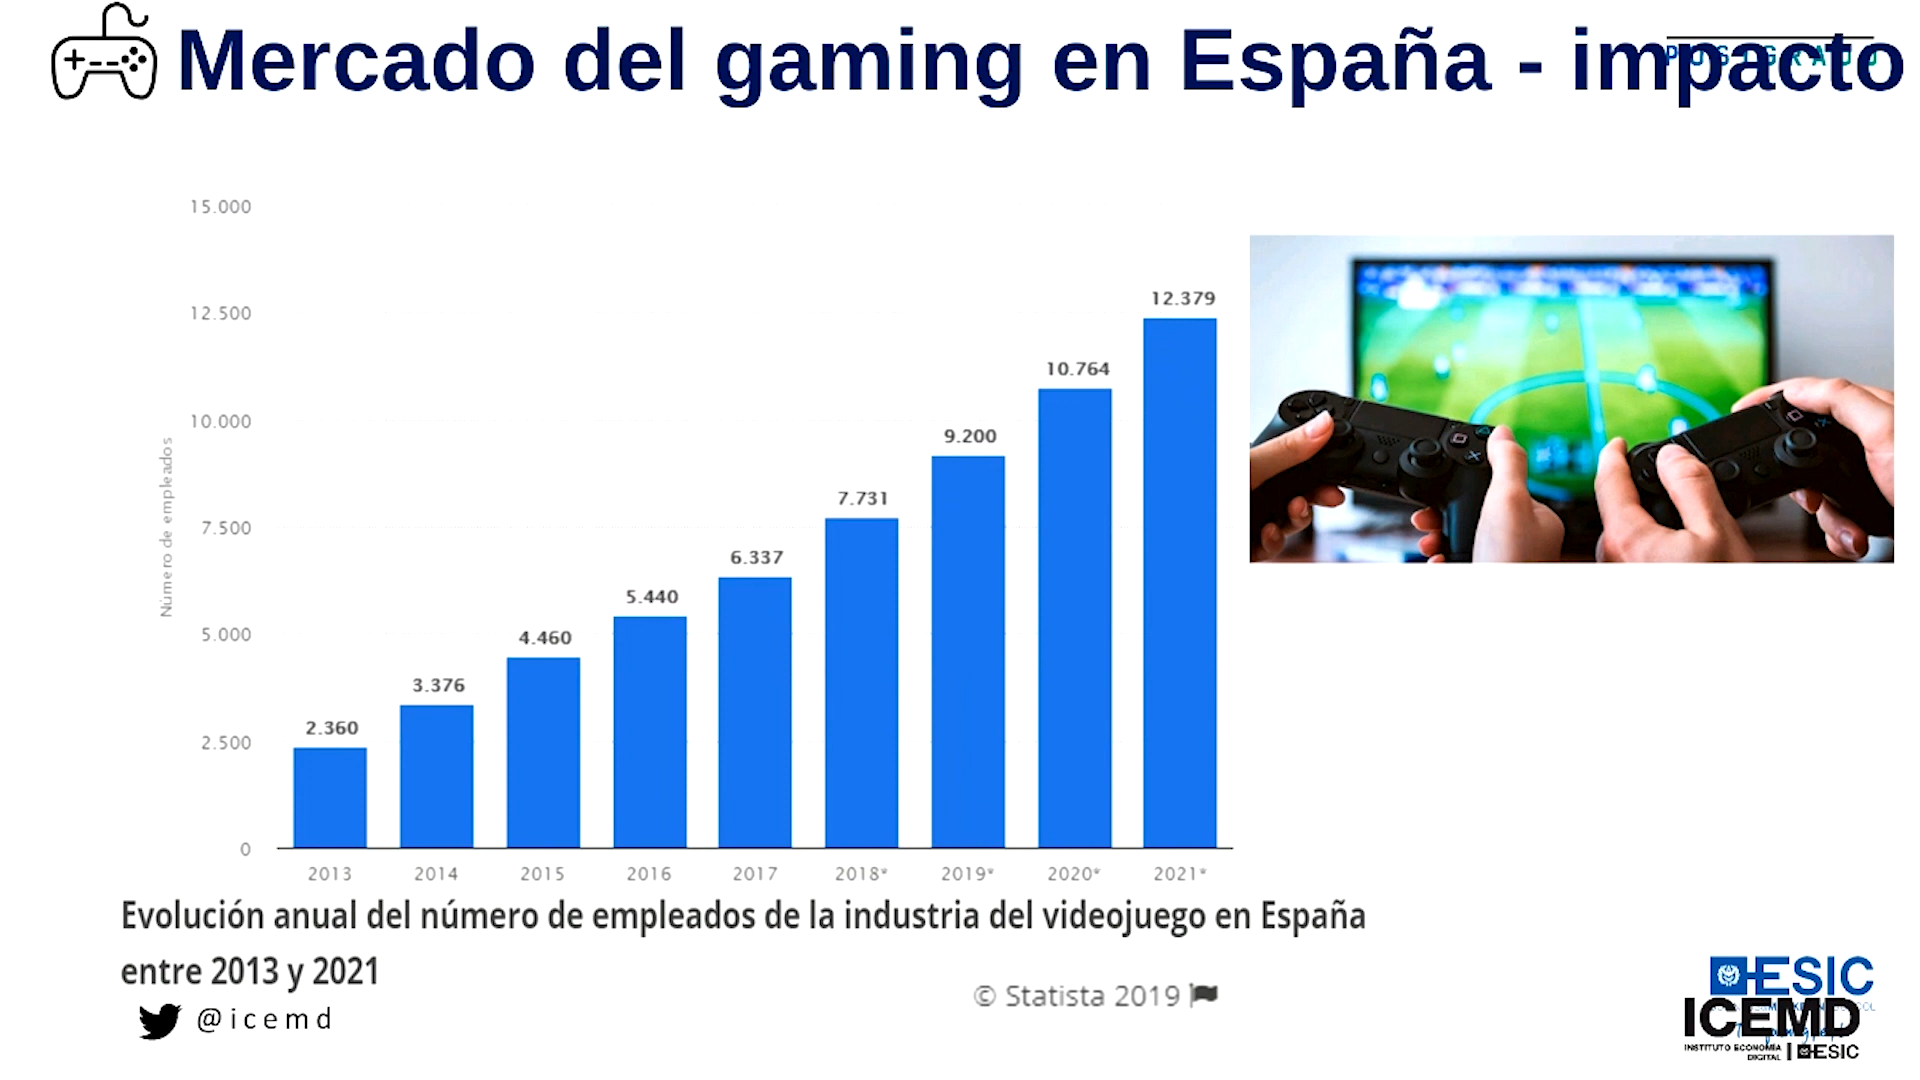 Mercado del gaming en España - impacto
POSTGRADO
15.000
12.500
10.000
7.500
5.000
2.500
0
Número de empleados
2.360
3.376
4.460
5.440
6.337
7.731
9.200
10.764
12.379
2013
2014
2015
2016
2017
2018*
2019*
2020*
2021*
Evolución anual del número de empleados de la industria del videojuego en España
entre 2013 y 2021
© Statista 2019
@icemd
ESIC
ICEMD
INSTITUTO ECONOMÍA
DIGITAL
ESIC